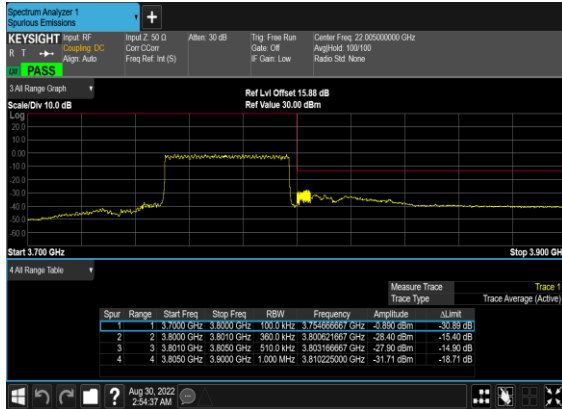 Spectrum Analyzer 1
Spurious Emissions
+
KEYSIGHT Input: RF Input Z: 50 Ω Atten: 30 dB Trig: Free Run Center Freq: 22.005000000 GHz
R T Coupling: DC Corr CCorr Gate: Off Avg|Hold: 100/100
Align: Auto Freq Ref: Int (S) IF Gain: Low Radio Std: None
PASS
3 All Range Graph
Ref Lvl Offset 15.88 dB
Scale/Div 10.0 dB Ref Value 30.00 dBm
Log
20.0
10.0
0.00
-10.0
-20.0
-30.0
-40.0
-50.0
-60.0
Start 3.700 GHz Stop 3.900 GH
4 All Range Table
Measure Trace Trace 1
Trace Type Trace Average (Active)
Spur Range Start Freq Stop Freq RBW Frequency Amplitude ΔLimit
1 1 3.7000 GHz 3.8000 GHz 100.0 kHz 3.754666667 GHz -0.890 dBm -30.89 dB
2 2 3.8000 GHz 3.8010 GHz 360.0 kHz 3.800621667 GHz -28.40 dBm -15.40 dB
3 3 3.8010 GHz 3.8050 GHz 510.0 kHz 3.803166667 GHz -27.90 dBm -14.90 dB
4 4 3.8050 GHz 3.9000 GHz 1.000 MHz 3.810225000 GHz -31.71 dBm -18.71 dB
? Aug 30, 2022
2:54:37 AM